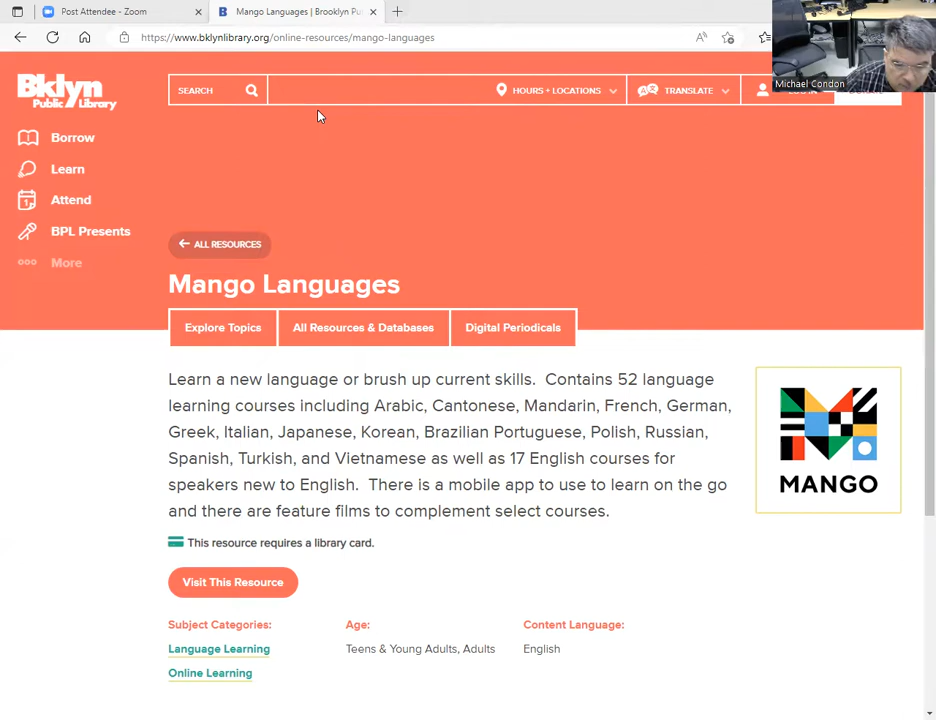 Post Attendee - Zoom
Mango Languages | Brooklyn Pu
https://www.bklynlibrary.org/online-resources/mango-languages
Michael Condon
Bklyn
Public Library
SEARCH
HOURS + LOCATIONS
TRANSLATE
Borrow
Learn
Attend
BPL Presents
More
ALL RESOURCES
Mango Languages
Explore Topics
All Resources & Databases
Digital Periodicals
Learn a new language or brush up current skills. Contains 52 language
learning courses including Arabic, Cantonese, Mandarin, French, German,
Greek, Italian, Japanese, Korean, Brazilian Portuguese, Polish, Russian,
Spanish, Turkish, and Vietnamese as well as 17 English courses for
speakers new to English. There is a mobile app to use to learn on the go
and there are feature films to complement select courses.
MANGO
This resource requires a library card.
Visit This Resource
Subject Categories:
Language Learning
Online Learning
Age:
Teens & Young Adults, Adults
Content Language:
English